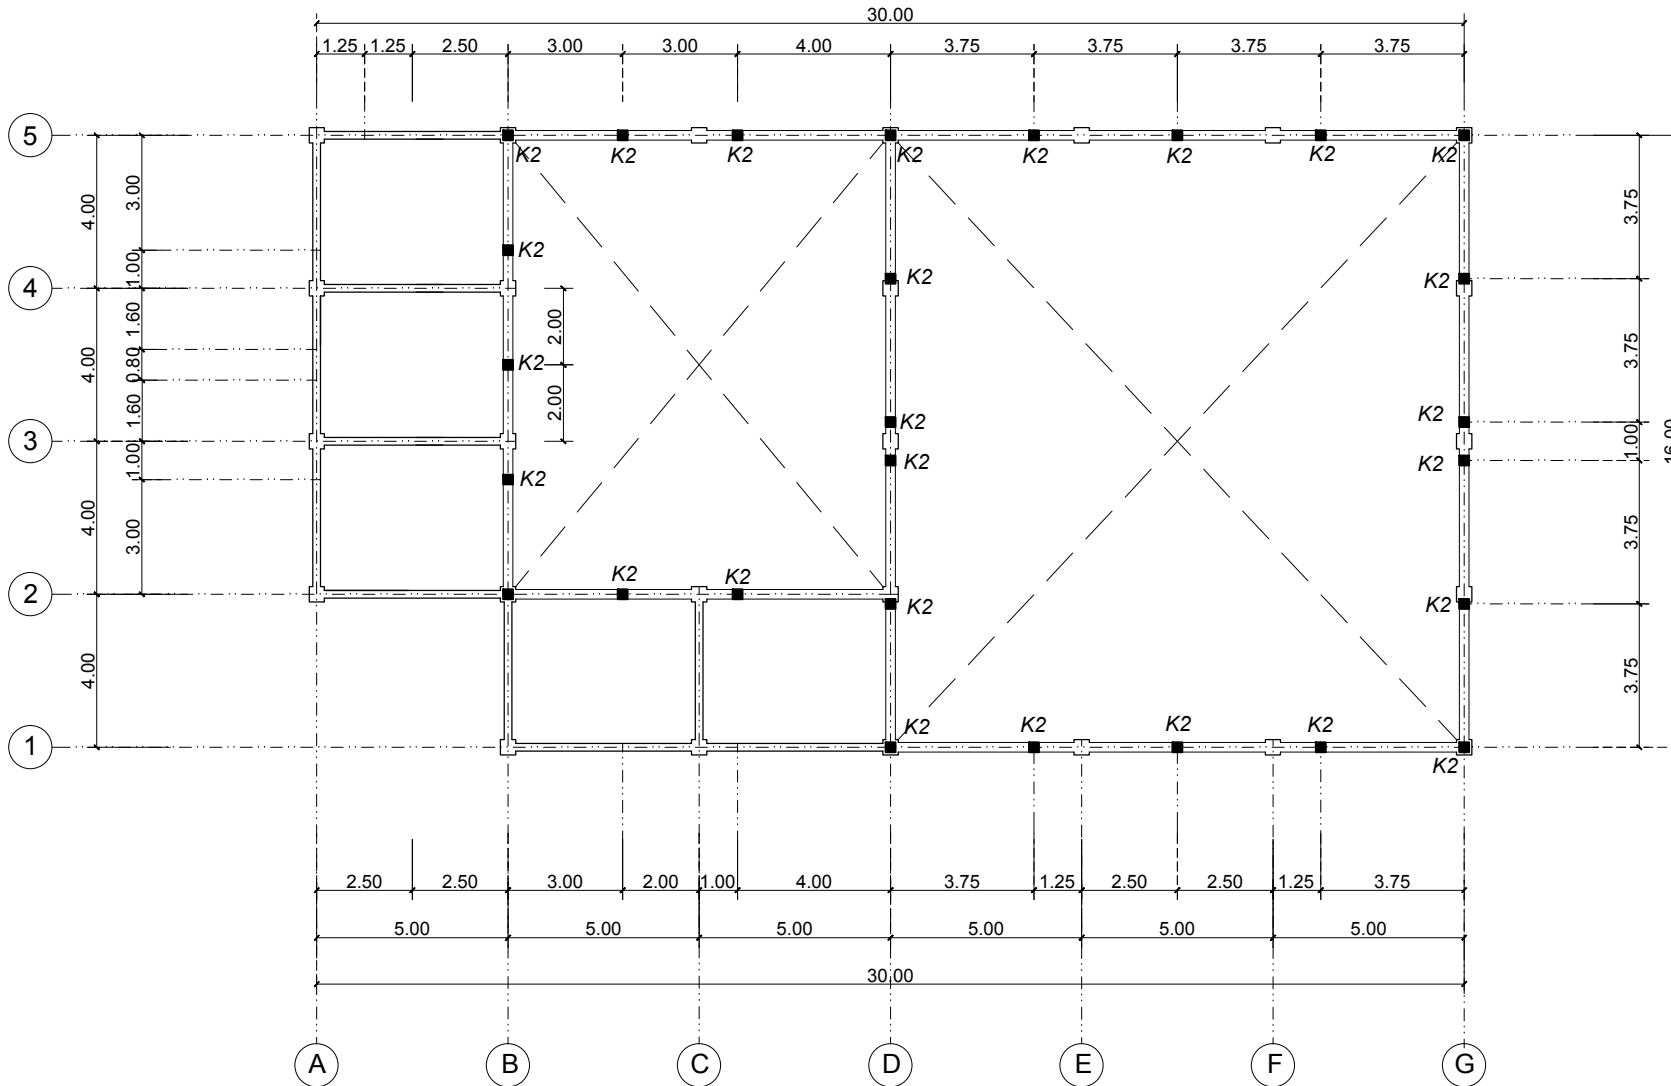 30.00
1.25 1.25 2.50 3.00 3.00 4.00 3.75 3.75 3.75 3.75
5
K2 K2 K2 K2 K2 K2 K2 K2
4.00 3.00 3.75
K2
1.00 K2 K2
4
1.60 2.00
4.00 0.80 K2 3.75
1.60 2.00
K2 K2
3 1.00 1.00 16.00
K2 K2
K2
4.00 3.00 3.75
K2 K2
2
K2 K2
4.00 3.75
K2 K2 K2 K2
1
K2
2.50 2.50 3.00 2.00 1.00 4.00 3.75 1.25 2.50 2.50 1.25 3.75
5.00 5.00 5.00 5.00 5.00 5.00
30.00
A B C D E F G